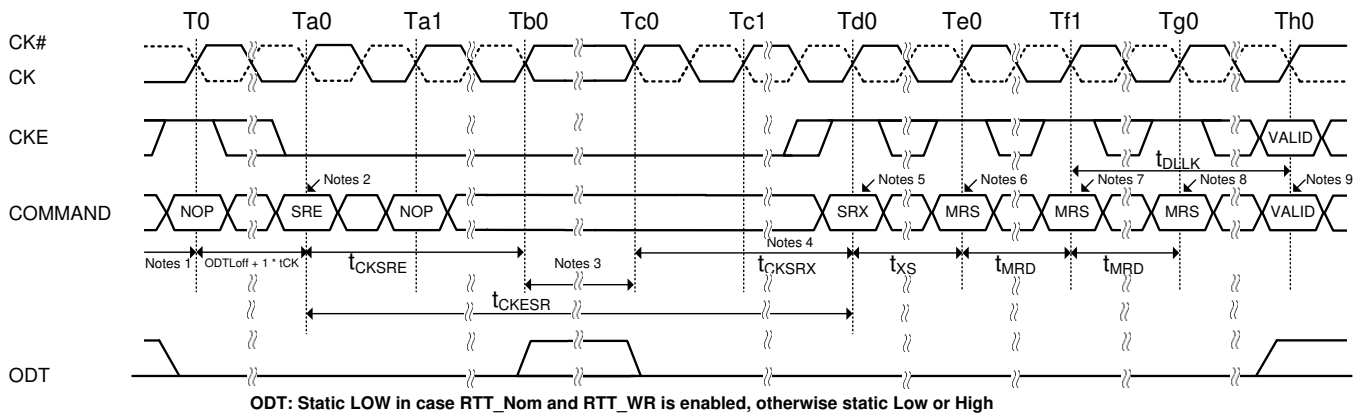 T0 Ta0 Ta1 Tb0 Tc0 Tc1 Td0 Te0 Tf1 Tg0 Th0
CK#
CK
CKE
VALID
tDLLK
Notes 2 Notes 5 Notes 6 Notes 7 Notes 8 Notes 9
COMMAND
NOP SRE NOP SRX MRS MRS MRS VALID
Notes 1 ODTLoff + 1 * tCK tCKSRE Notes 3 Notes 4 tCKSRX tXS tMRD tMRD
tCKESR
ODT
ODT: Static LOW in case RTT_Nom and RTT_WR is enabled, otherwise static Low or High